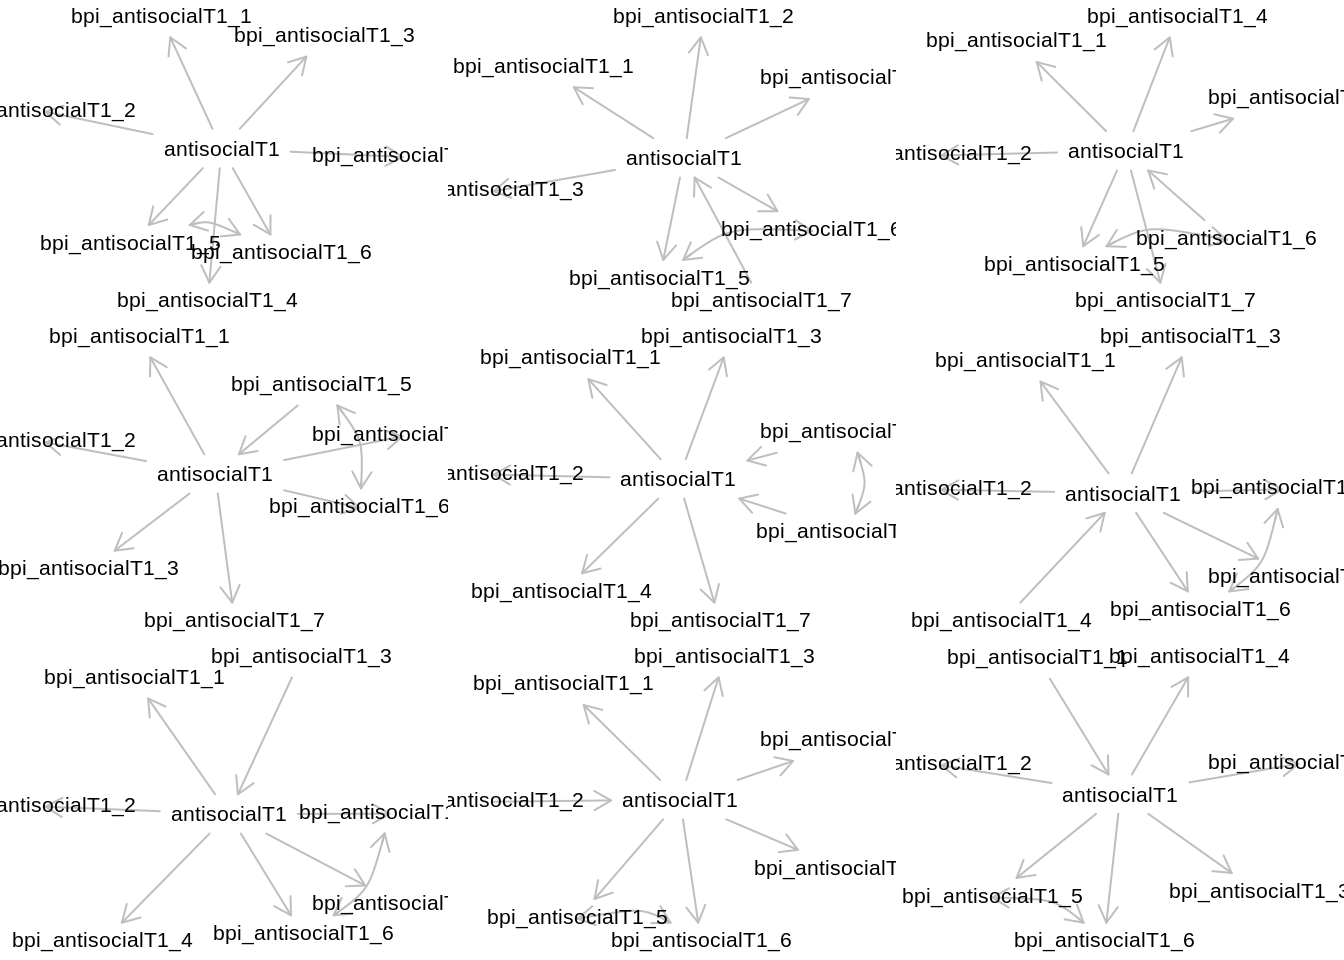 bpi_antisocialT1_1
bpi_antisocialT1_3
antisocialT1_2
antisocialT1
bpi_antisocialT
bpi_antisocialT1_5
bpi_antisocialT1_6
bpi_antisocialT1_4
bpi_antisocialT1_2
bpi_antisocialT1_1
bpi_antisocialT
antisocialT1
antisocialT1_3
bpi_antisocialT1_6
bpi_antisocialT1_5
bpi_antisocialT1_7
bpi_antisocialT1_4
bpi_antisocialT1_1
bpi_antisocialT
antisocialT1_2
antisocialT1
bpi_antisocialT1_6
bpi_antisocialT1_5
bpi_antisocialT1_7
bpi_antisocialT1_1
bpi_antisocialT1_5
antisocialT1_2
bpi_antisocialT
antisocialT1
bpi_antisocialT1_6
bpi_antisocialT1_3
bpi_antisocialT1_7
bpi_antisocialT1_3
bpi_antisocialT1_1
bpi_antisocialT
antisocialT1_2
antisocialT1
bpi_antisocialT
bpi_antisocialT1_4
bpi_antisocialT1_7
bpi_antisocialT1_3
bpi_antisocialT1_1
antisocialT1_2
antisocialT1
bpi_antisocialT1
bpi_antisocialT
bpi_antisocialT1_6
bpi_antisocialT1_4
bpi_antisocialT1_3
bpi_antisocialT1_1
antisocialT1_2
antisocialT1
bpi_antisocialT1
bpi_antisocialT
bpi_antisocialT1_6
bpi_antisocialT1_4
bpi_antisocialT1_3
bpi_antisocialT1_1
bpi_antisocialT
antisocialT1_2
antisocialT1
bpi_antisocialT
bpi_antisocialT1_5
bpi_antisocialT1_6
bpi_antisocialT1_1
bpi_antisocialT1_4
antisocialT1_2
bpi_antisocialT
antisocialT1
bpi_antisocialT1_5
bpi_antisocialT1_3
bpi_antisocialT1_6